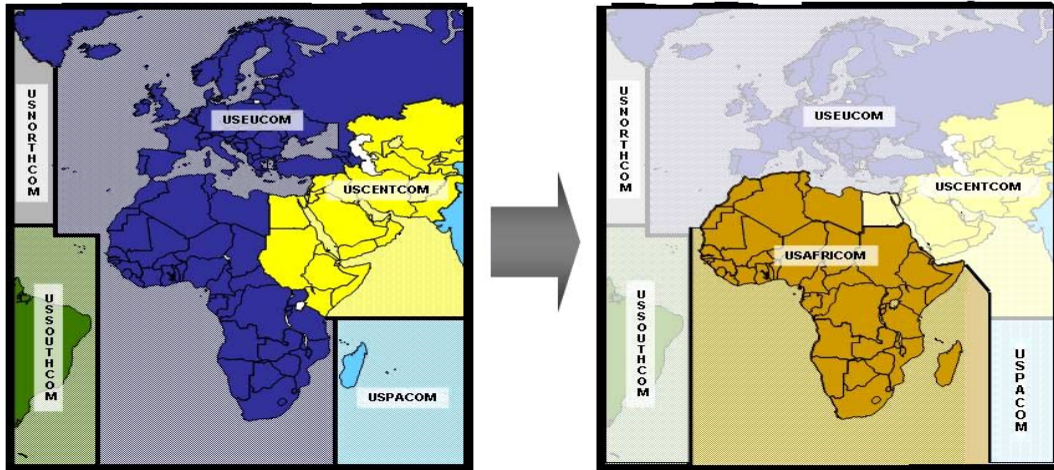 USNORTHCOM
USEUCOM
USCENTCOM
USSOUTHCOM
USPACOM
USNORTHCOM
USEUCOM
USCENTCOM
USAFRICOM
USSOUTHCOM
USPACOM